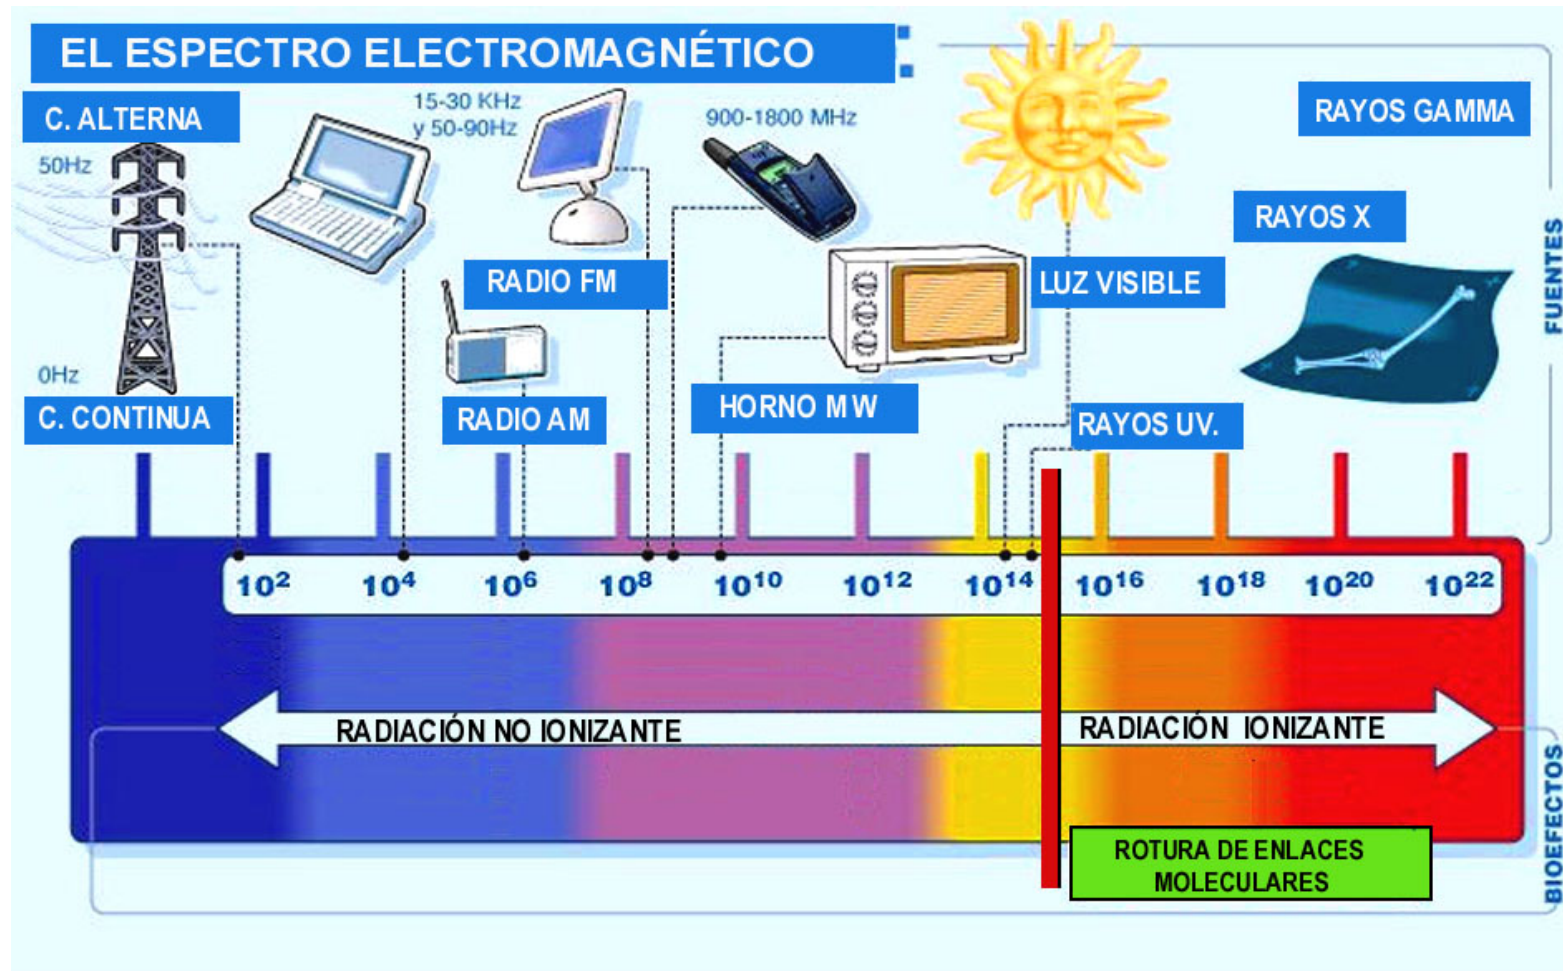 EL ESPECTRO ELECTROMAGNÉTICO
C. ALTERNA
50Hz
0Hz
C. CONTINUA
15-30 KHz
y 50-90Hz
RADIO FM
RADIO AM
900-1800 MHz
HORNO MW
LUZ VISIBLE
RAYOS UV.
RAYOS GAMMA
RAYOS X
FUENTES
10² 10⁴ 10⁶ 10⁸ 10¹⁰ 10¹² 10¹⁴ 10¹⁶ 10¹⁸ 10²⁰ 10²²
RADIACIÓN NO IONIZANTE
RADIACIÓN IONIZANTE
BIOEFECTOS
ROTURA DE ENLACES
MOLECULARES